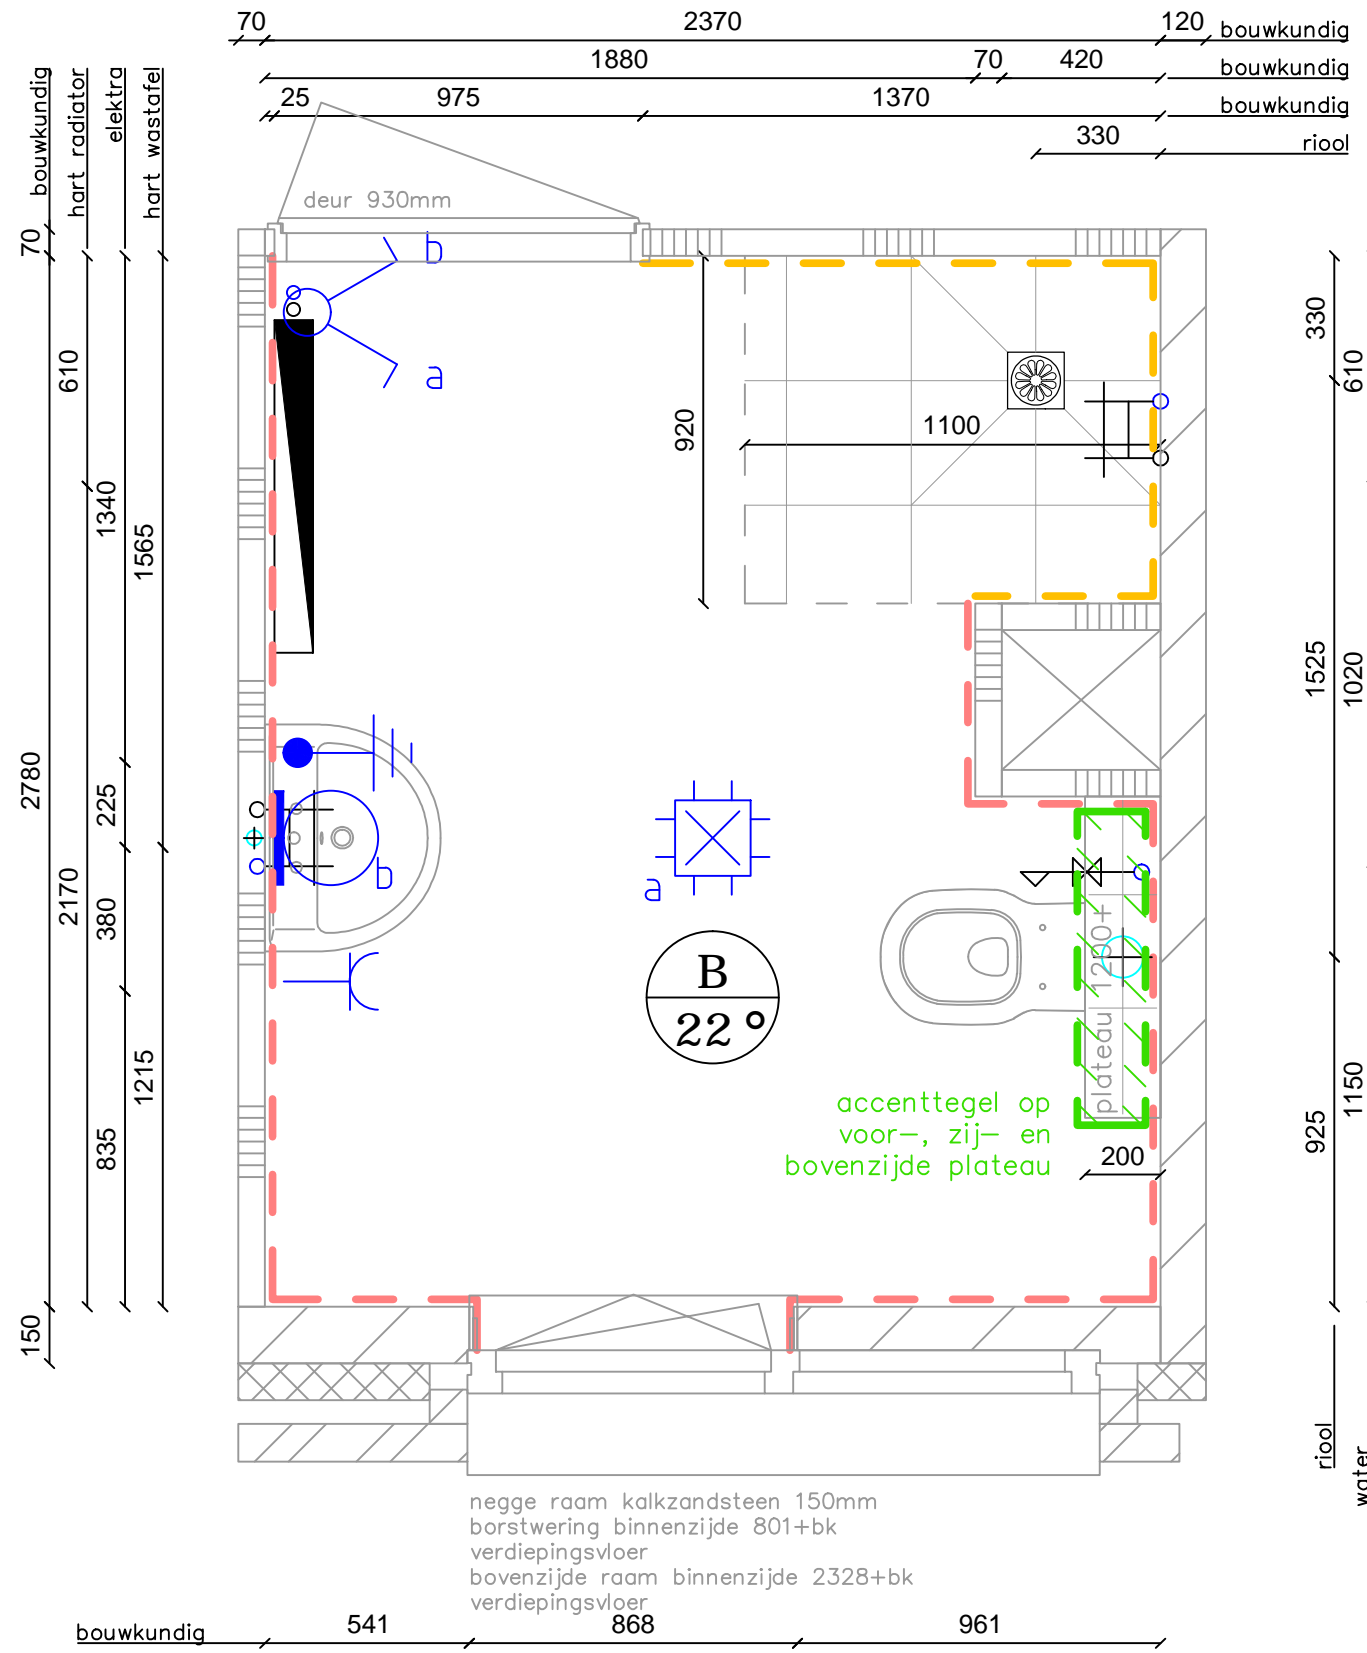 70 2370 120 bouwkundig
1880 70 420 bouwkundig
25 975 1370 bouwkundig
330 riool
bouwkundig
hart radiator
elektra
hart wastafel
deur 930mm
70
2780
150
610
2170
1340
225
380
835
1565
1215
b
a
920
1100
330
1525
925
610
1020
1150
b
a
B
22°
plateau 1200+
accenttegel op
voor-, zij- en
bovenzijde plateau
200
riool
water
negge raam kalkzandsteen 150mm
borstwering binnenzijde 801+bk
verdiepingsvloer
bovenzijde raam binnenzijde 2328+bk
verdiepingsvloer
bouwkundig 541 868 961